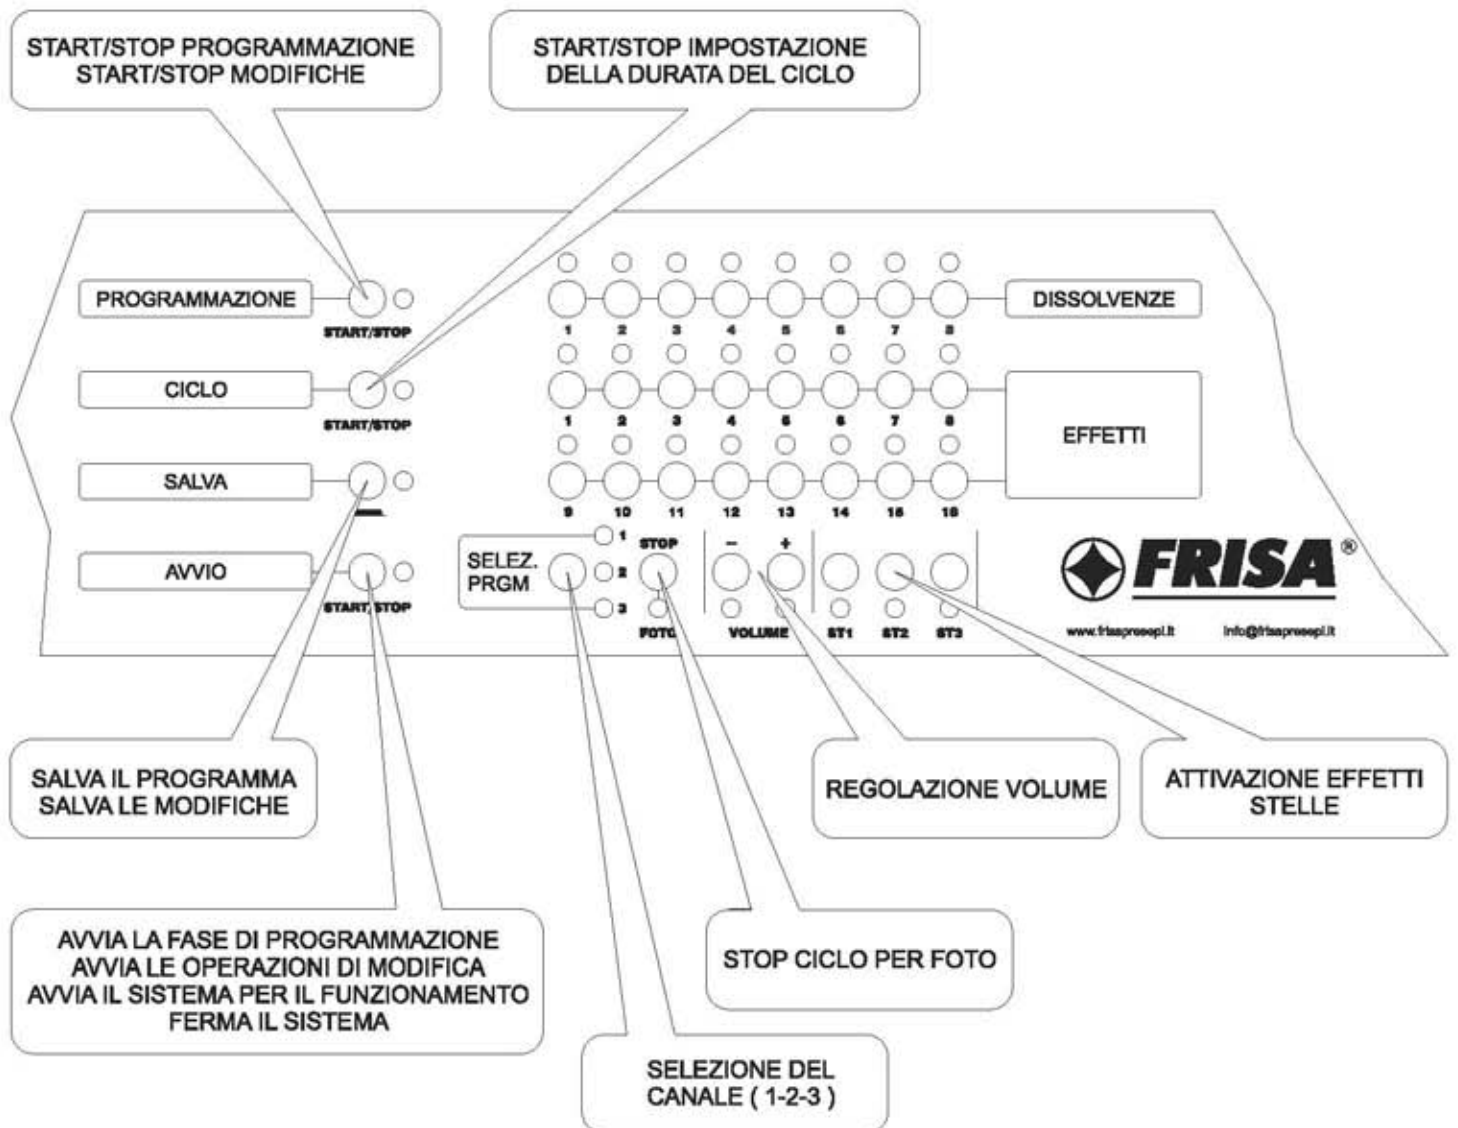 START/STOP PROGRAMMAZIONE
START/STOP MODIFICHE
START/STOP IMPOSTAZIONE
DELLA DURATA DEL CICLO
PROGRAMMAZIONE
START/STOP
1 2 3 4 5 6 7 8
DISSOLVENZE
CICLO
START/STOP
1 2 3 4 5 6 7 8
EFFETTI
SALVA
9 10 11 12 13 14 15 16
AVVIO
START/STOP
SELEZ.
PRGM
1
2
3
STOP
FOTO
- +
VOLUME
ST1 ST2 ST3
FRISA®
www.frisapresepi.it info@frisapresepi.it
SALVA IL PROGRAMMA
SALVA LE MODIFICHE
REGOLAZIONE VOLUME
ATTIVAZIONE EFFETTI
STELLE
AVVIA LA FASE DI PROGRAMMAZIONE
AVVIA LE OPERAZIONI DI MODIFICA
AVVIA IL SISTEMA PER IL FUNZIONAMENTO
FERMA IL SISTEMA
STOP CICLO PER FOTO
SELEZIONE DEL
CANALE ( 1-2-3 )